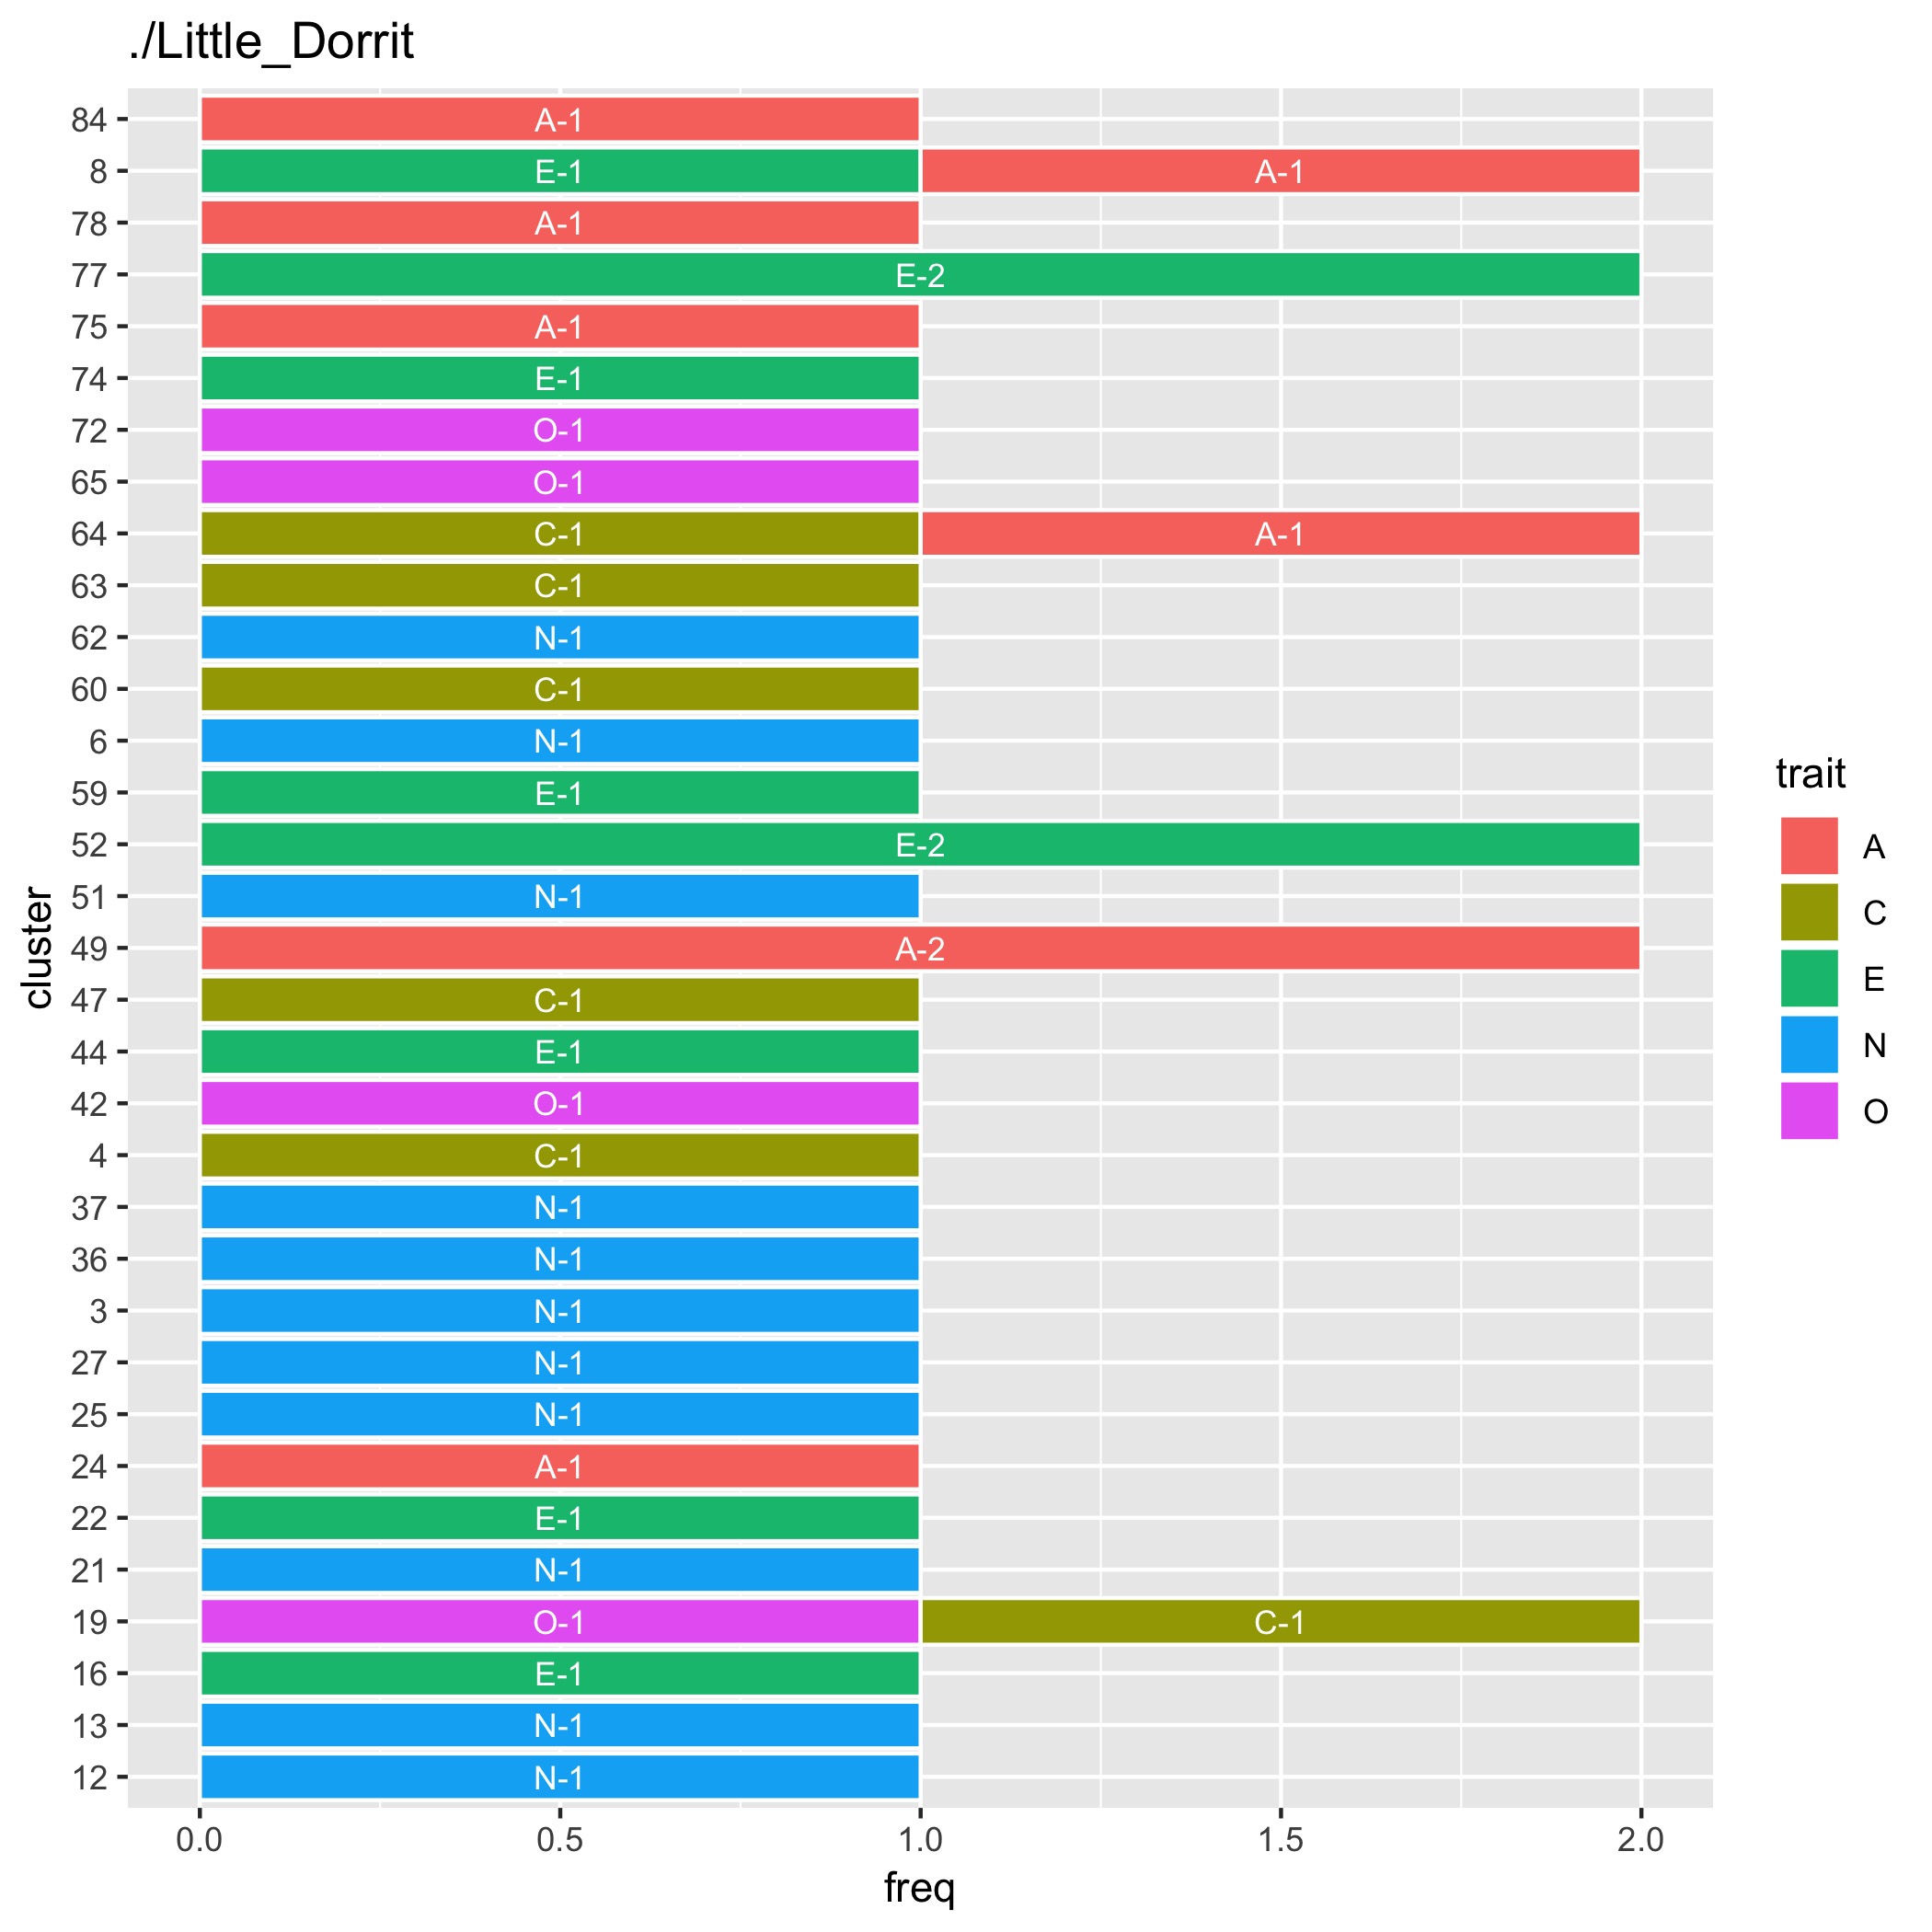 ./Little_Dorrit
84 A-1
8 E-1 A-1
78 A-1
77 E-2
75 A-1
74 E-1
72 O-1
65 O-1
64 C-1 A-1
63 C-1
62 N-1
60 C-1
6 N-1
59 E-1
52 E-2
51 N-1
49 A-2
47 C-1
44 E-1
42 O-1
4 C-1
37 N-1
36 N-1
3 N-1
27 N-1
25 N-1
24 A-1
22 E-1
21 N-1
19 O-1 C-1
16 E-1
13 N-1
12 N-1
0.0 0.5 1.0 1.5 2.0
freq
cluster
trait
A
C
E
N
O